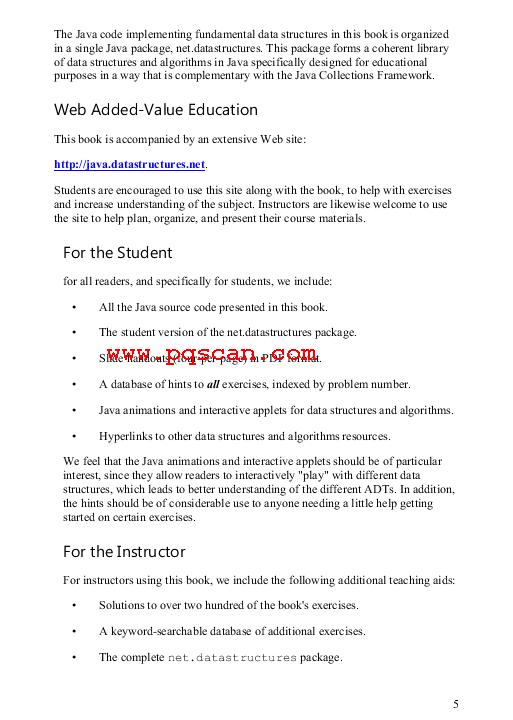 The Java code implementing fundamental data structures in this book is organized
in a single Java package, net.datastructures. This package forms a coherent library
of data structures and algorithms in Java specifically designed for educational
purposes in a way that is complementary with the Java Collections Framework.
Web Added-Value Education
This book is accompanied by an extensive Web site:
http://java.datastructures.net.
Students are encouraged to use this site along with the book, to help with exercises
and increase understanding of the subject. Instructors are likewise welcome to use
the site to help plan, organize, and present their course materials.
For the Student
for all readers, and specifically for students, we include:
• All the Java source code presented in this book.
• The student version of the net.datastructures package.
• Slide handouts (four-per-page) in PDF format.
www.pqscan.com
• A database of hints to all exercises, indexed by problem number.
• Java animations and interactive applets for data structures and algorithms.
• Hyperlinks to other data structures and algorithms resources.
We feel that the Java animations and interactive applets should be of particular
interest, since they allow readers to interactively "play" with different data
structures, which leads to better understanding of the different ADTs. In addition,
the hints should be of considerable use to anyone needing a little help getting
started on certain exercises.
For the Instructor
For instructors using this book, we include the following additional teaching aids:
• Solutions to over two hundred of the book's exercises.
• A keyword-searchable database of additional exercises.
• The complete net.datastructures package.
5